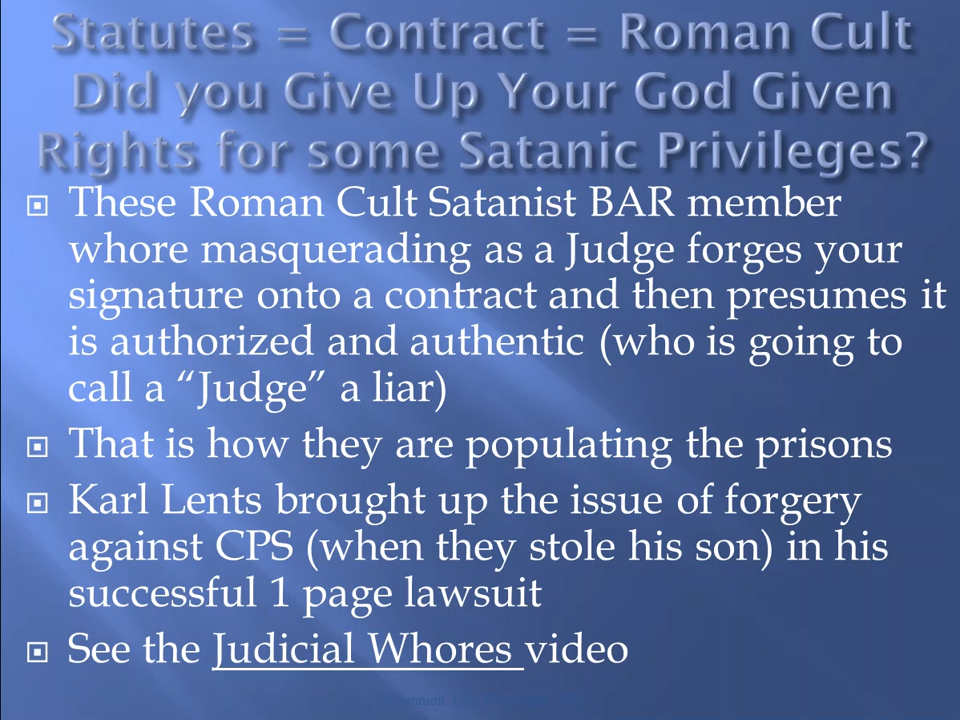 Statutes = Contract = Roman Cult
Did you Give Up Your God Given
Rights for some Satanic Privileges?
These Roman Cult Satanist BAR member
whore masquerading as a Judge forges your
signature onto a contract and then presumes it
is authorized and authentic (who is going to
call a “Judge” a liar)
That is how they are populating the prisons
Karl Lents brought up the issue of forgery
against CPS (when they stole his son) in his
successful 1 page lawsuit
See the Judicial Whores video